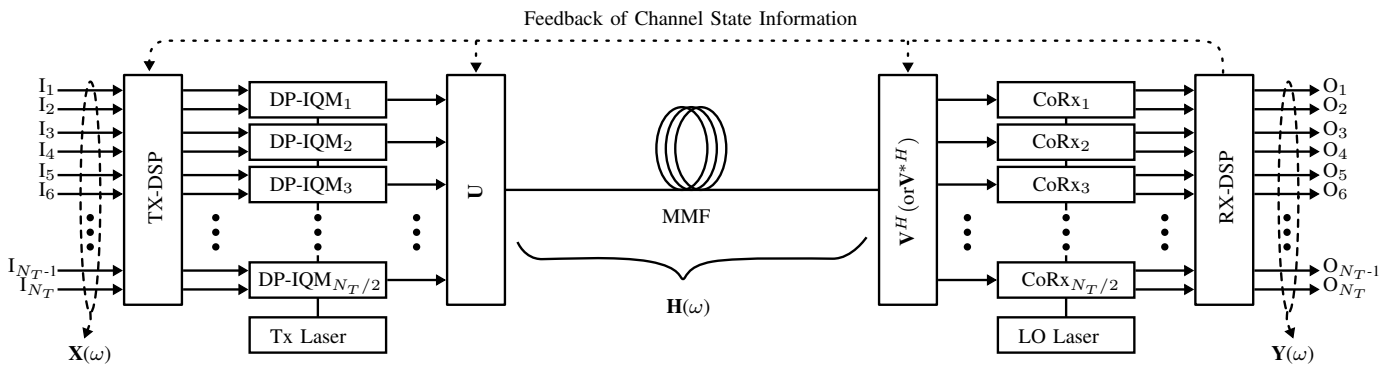 Feedback of Channel State Information
I₁
I₂
I₃
I₄
I₅
I₆
I_{N_T-1}
I_{N_T}
X(ω)
TX-DSP
DP-IQM₁
DP-IQM₂
DP-IQM₃
DP-IQM_{N_T/2}
Tx Laser
U
MMF
H(ω)
V^H(orV*^H)
CoRx₁
CoRx₂
CoRx₃
CoRx_{N_T/2}
LO Laser
RX-DSP
O₁
O₂
O₃
O₄
O₅
O₆
O_{N_T-1}
O_{N_T}
Y(ω)